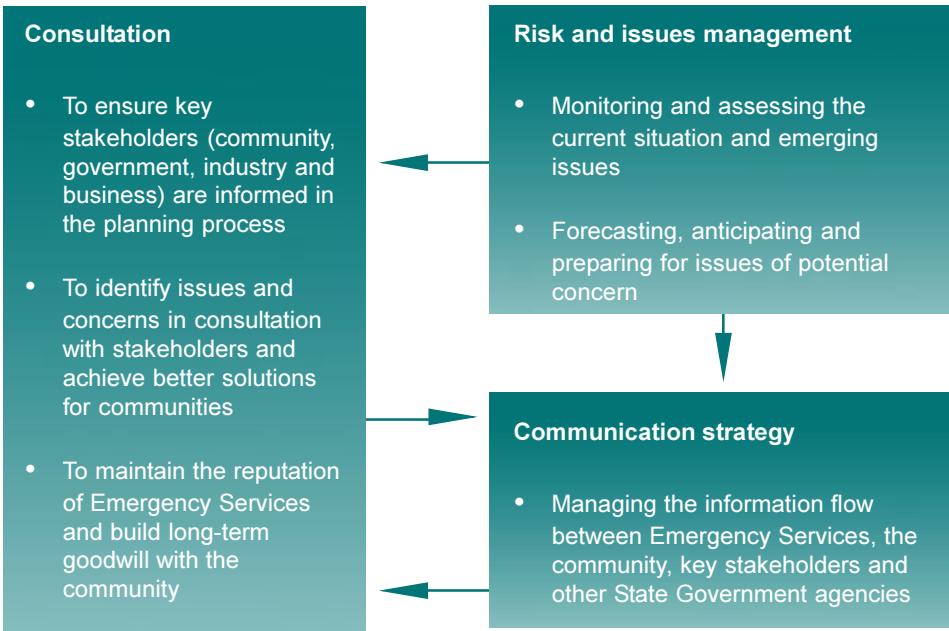 Consultation
• To ensure key
stakeholders (community,
government, industry and
business) are informed in
the planning process
• To identify issues and
concerns in consultation
with stakeholders and
achieve better solutions
for communities
• To maintain the reputation
of Emergency Services
and build long-term
goodwill with the
community
Risk and issues management
• Monitoring and assessing the
current situation and emerging
issues
• Forecasting, anticipating and
preparing for issues of potential
concern
Communication strategy
• Managing the information flow
between Emergency Services, the
community, key stakeholders and
other State Government agencies